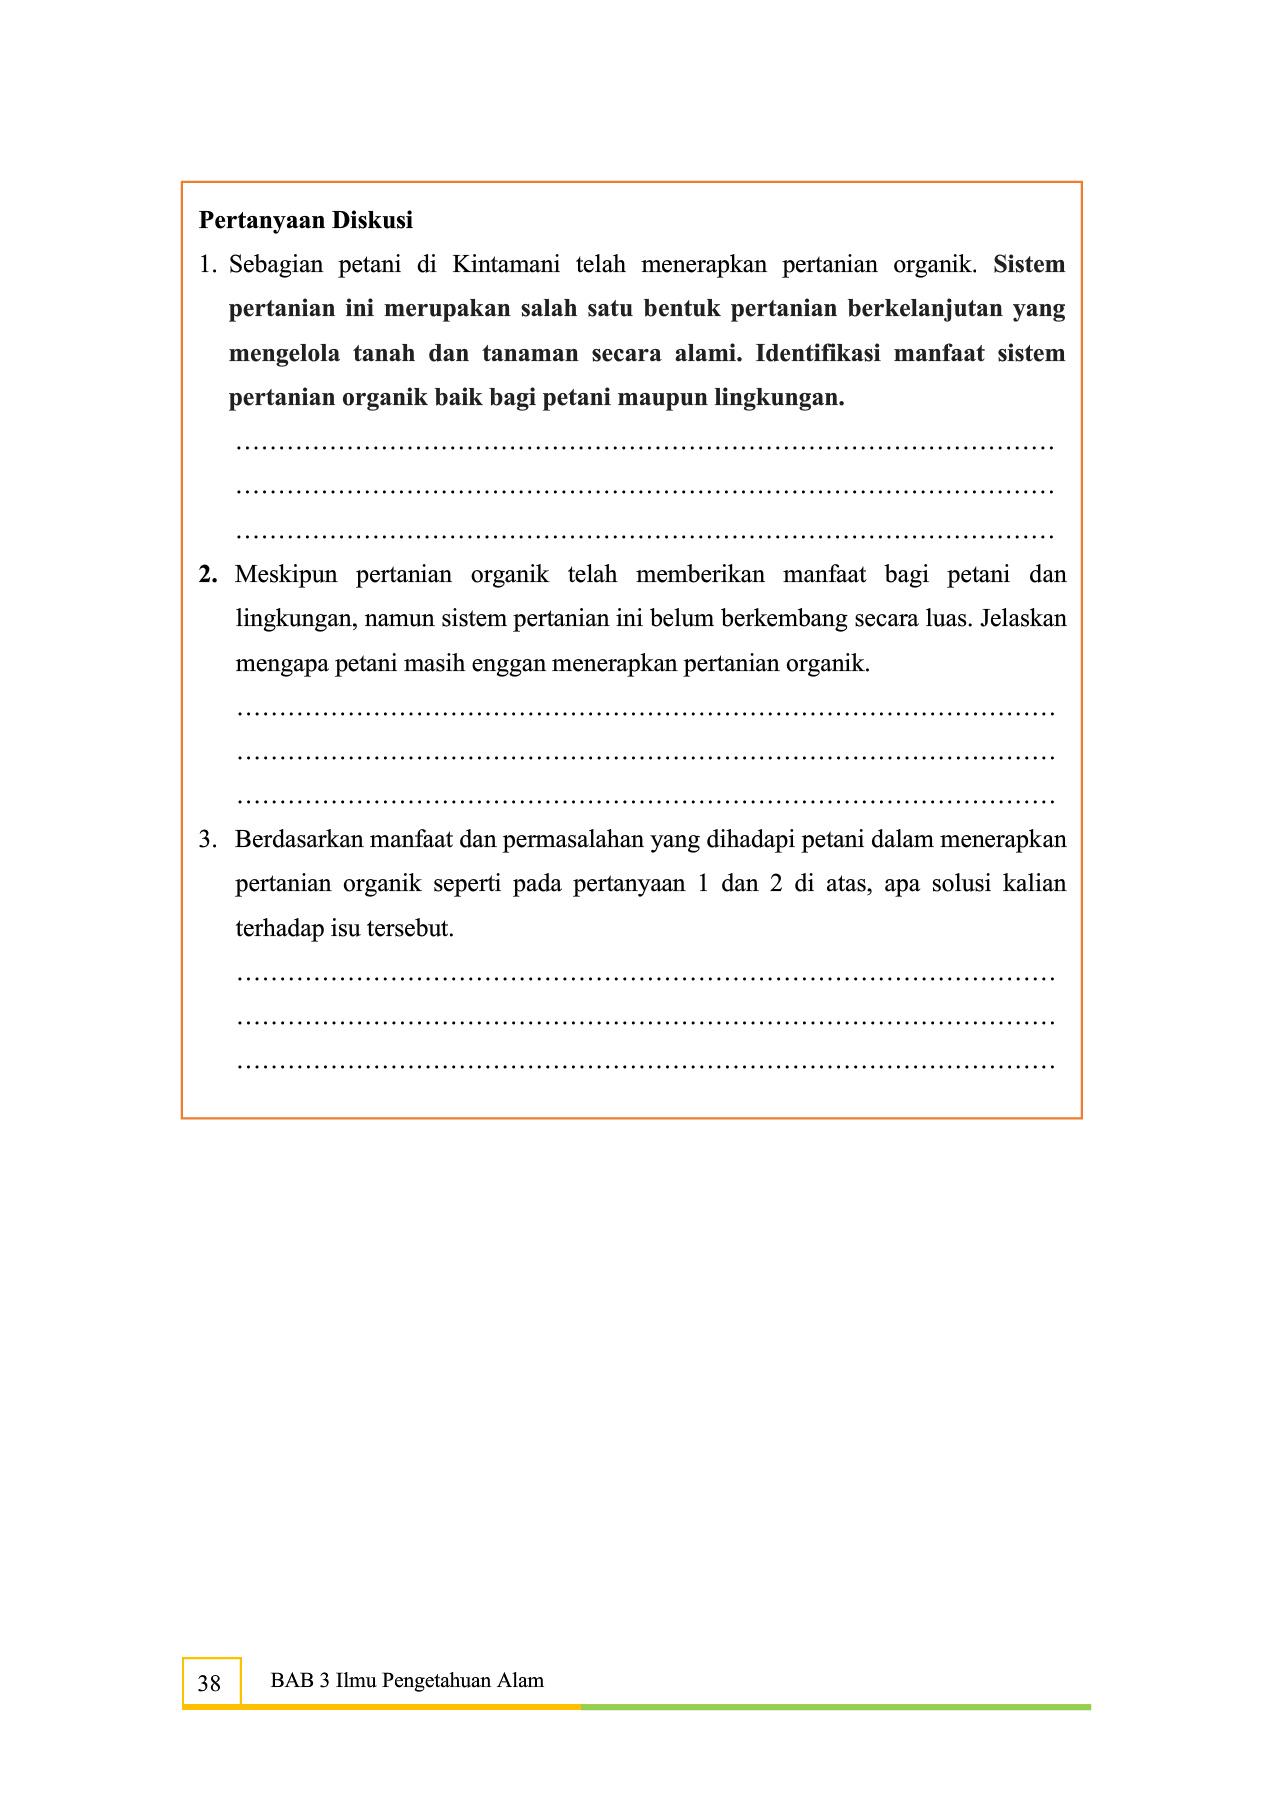 Pertanyaan Diskusi
1. Sebagian petani di Kintamani telah menerapkan pertanian organik. Sistem
pertanian ini merupakan salah satu bentuk pertanian berkelanjutan yang
mengelola tanah dan tanaman secara alami. Identifikasi manfaat sistem
pertanian organik baik bagi petani maupun lingkungan.
……………………………………………………………………………………
……………………………………………………………………………………
……………………………………………………………………………………
2. Meskipun pertanian organik telah memberikan manfaat bagi petani dan
lingkungan, namun sistem pertanian ini belum berkembang secara luas. Jelaskan
mengapa petani masih enggan menerapkan pertanian organik.
……………………………………………………………………………………
……………………………………………………………………………………
……………………………………………………………………………………
3. Berdasarkan manfaat dan permasalahan yang dihadapi petani dalam menerapkan
pertanian organik seperti pada pertanyaan 1 dan 2 di atas, apa solusi kalian
terhadap isu tersebut.
……………………………………………………………………………………
……………………………………………………………………………………
……………………………………………………………………………………
38 BAB 3 Ilmu Pengetahuan Alam